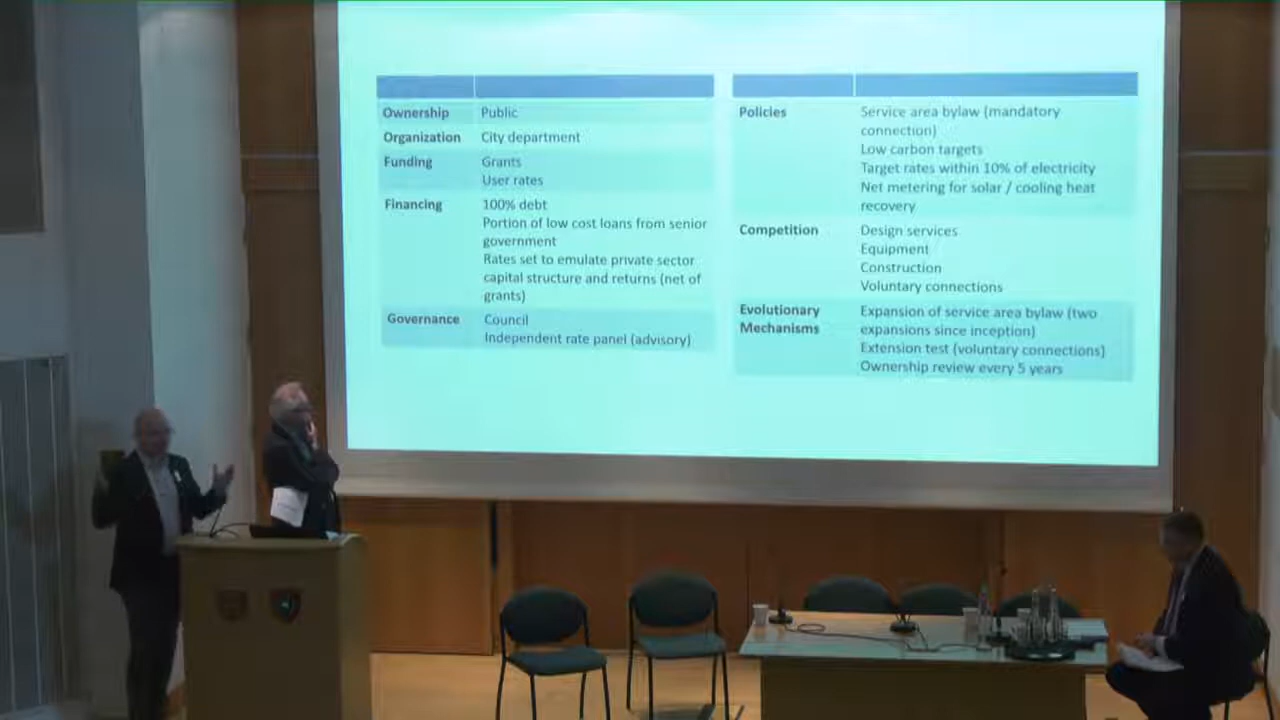 Ownership Public
Organization City department
Funding Grants
User rates
Financing 100% debt
Portion of low cost loans from senior
government
Rates set to emulate private sector
capital structure and returns (net of
grants)
Governance Council
Independent rate panel (advisory)
Policies Service area bylaw (mandatory
connection)
Low carbon targets
Target rates within 10% of electricity
Net metering for solar / cooling heat
recovery
Competition Design services
Equipment
Construction
Voluntary connections
Evolutionary Expansion of service area bylaw (two
Mechanisms expansions since inception)
Extension test (voluntary connections)
Ownership review every 5 years